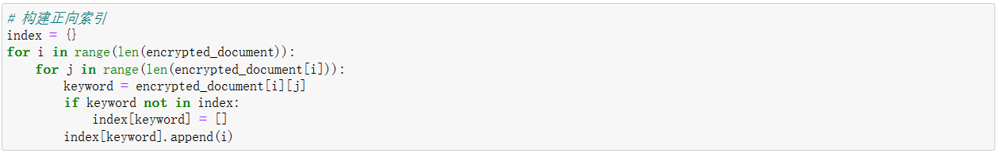 # 构建正向索引
index = {}
for i in range(len(encrypted_document)):
    for j in range(len(encrypted_document[i])):
        keyword = encrypted_document[i][j]
        if keyword not in index:
            index[keyword] = []
        index[keyword].append(i)